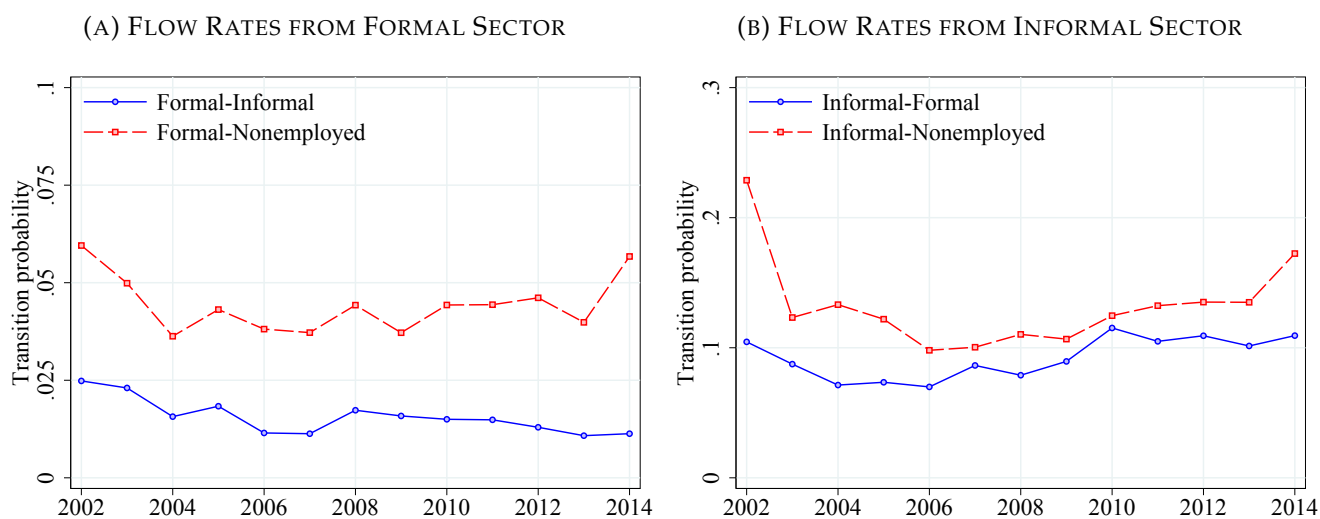 (A) FLOW RATES FROM FORMAL SECTOR
Transition probability
0 .025 .05 .075 .1
Formal-Informal
Formal-Nonemployed
2002 2004 2006 2008 2010 2012 2014
(B) FLOW RATES FROM INFORMAL SECTOR
Transition probability
0 .1 .2 .3
Informal-Formal
Informal-Nonemployed
2002 2004 2006 2008 2010 2012 2014